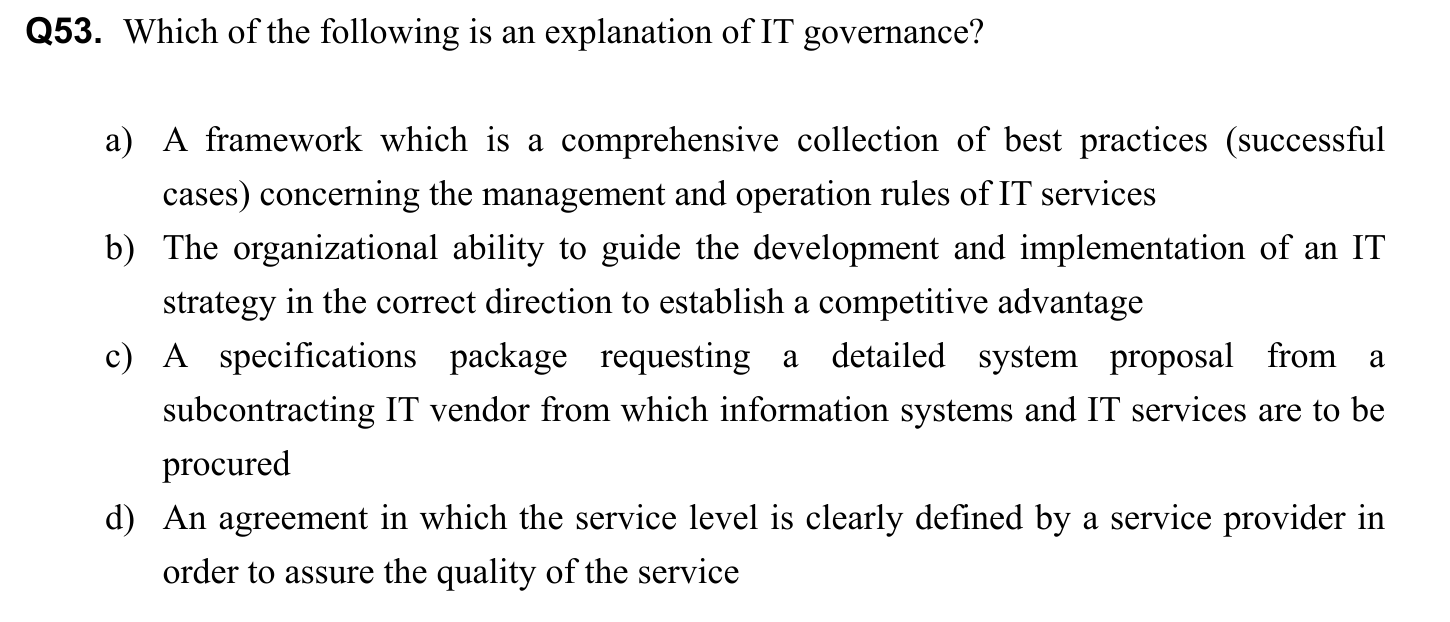 Q53. Which of the following is an explanation of IT governance?
a) A framework which is a comprehensive collection of best practices (successful
cases) concerning the management and operation rules of IT services
b) The organizational ability to guide the development and implementation of an IT
strategy in the correct direction to establish a competitive advantage
c) A specifications package requesting a detailed system proposal from a
subcontracting IT vendor from which information systems and IT services are to be
procured
d) An agreement in which the service level is clearly defined by a service provider in
order to assure the quality of the service